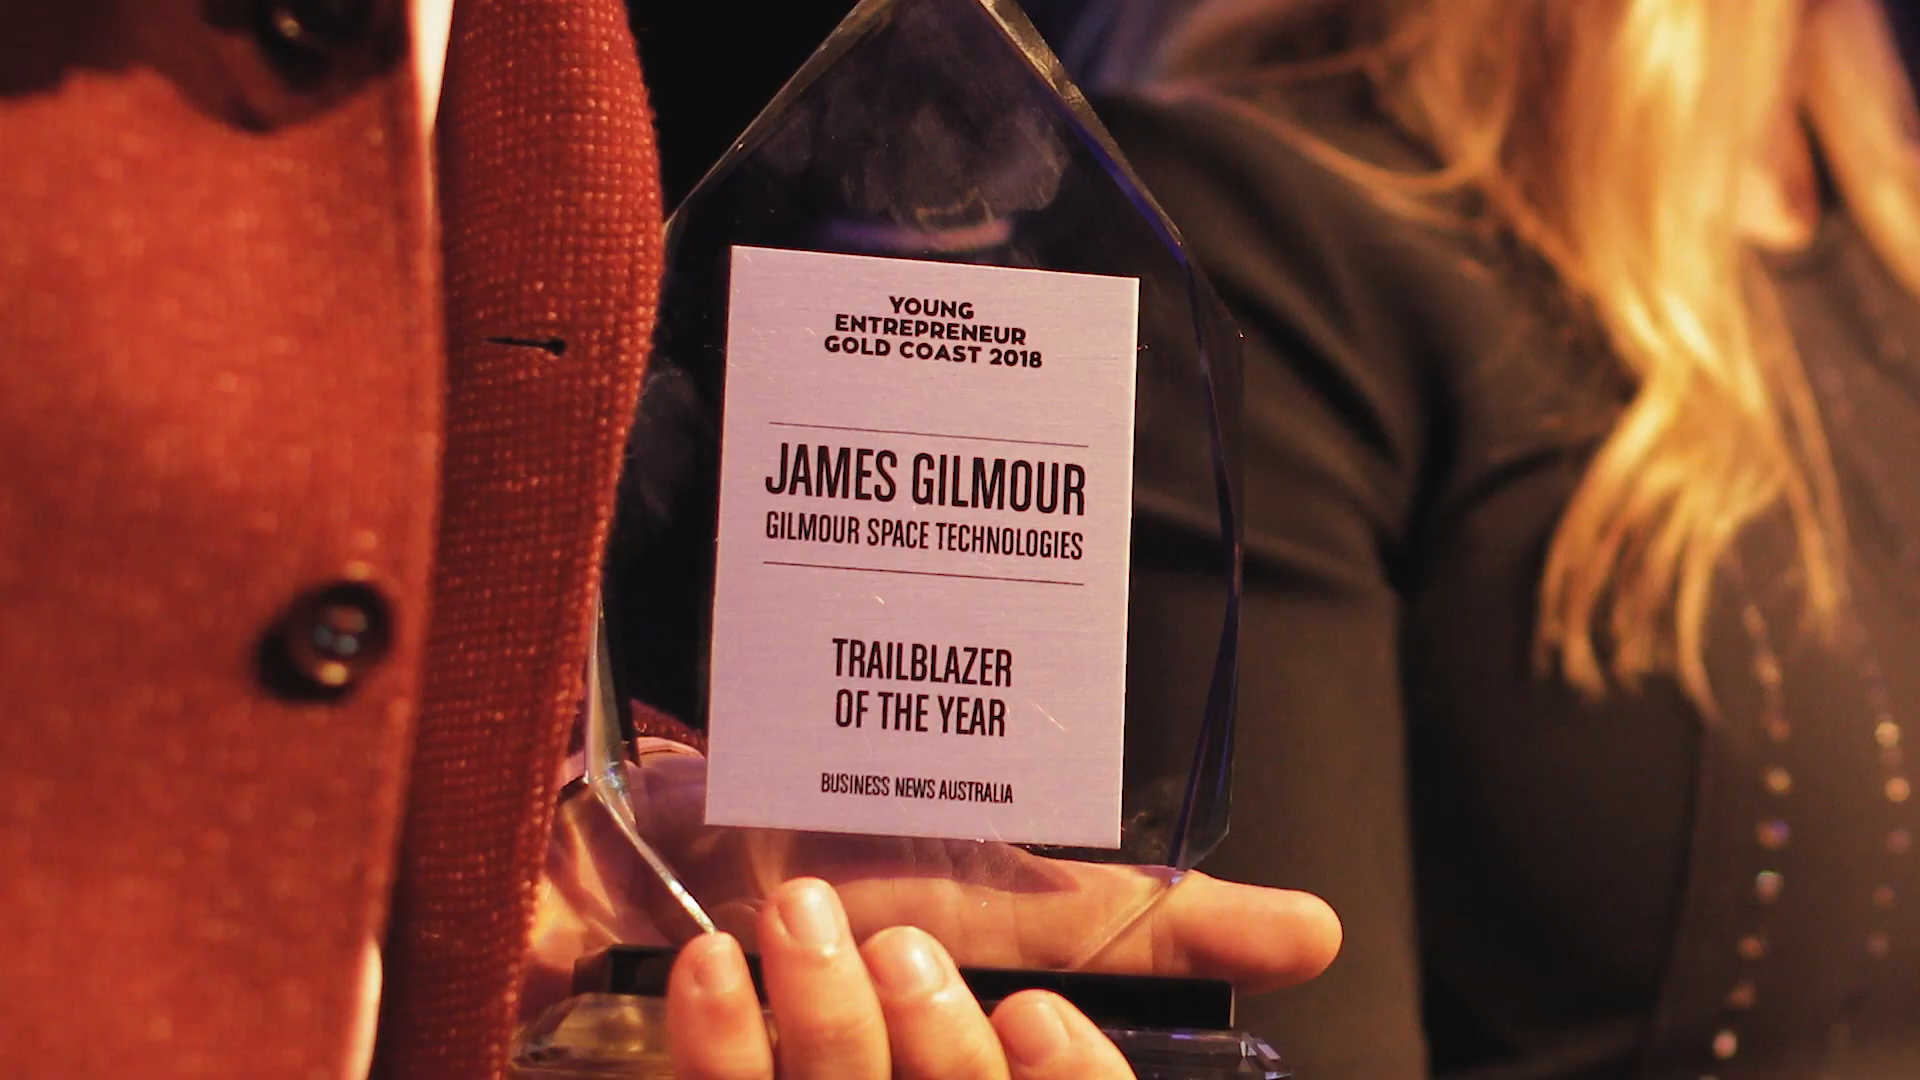 YOUNG
ENTREPRENEUR
GOLD COAST 2018
JAMES GILMOUR
GILMOUR SPACE TECHNOLOGIES
TRAILBLAZER
OF THE YEAR
BUSINESS NEWS AUSTRALIA